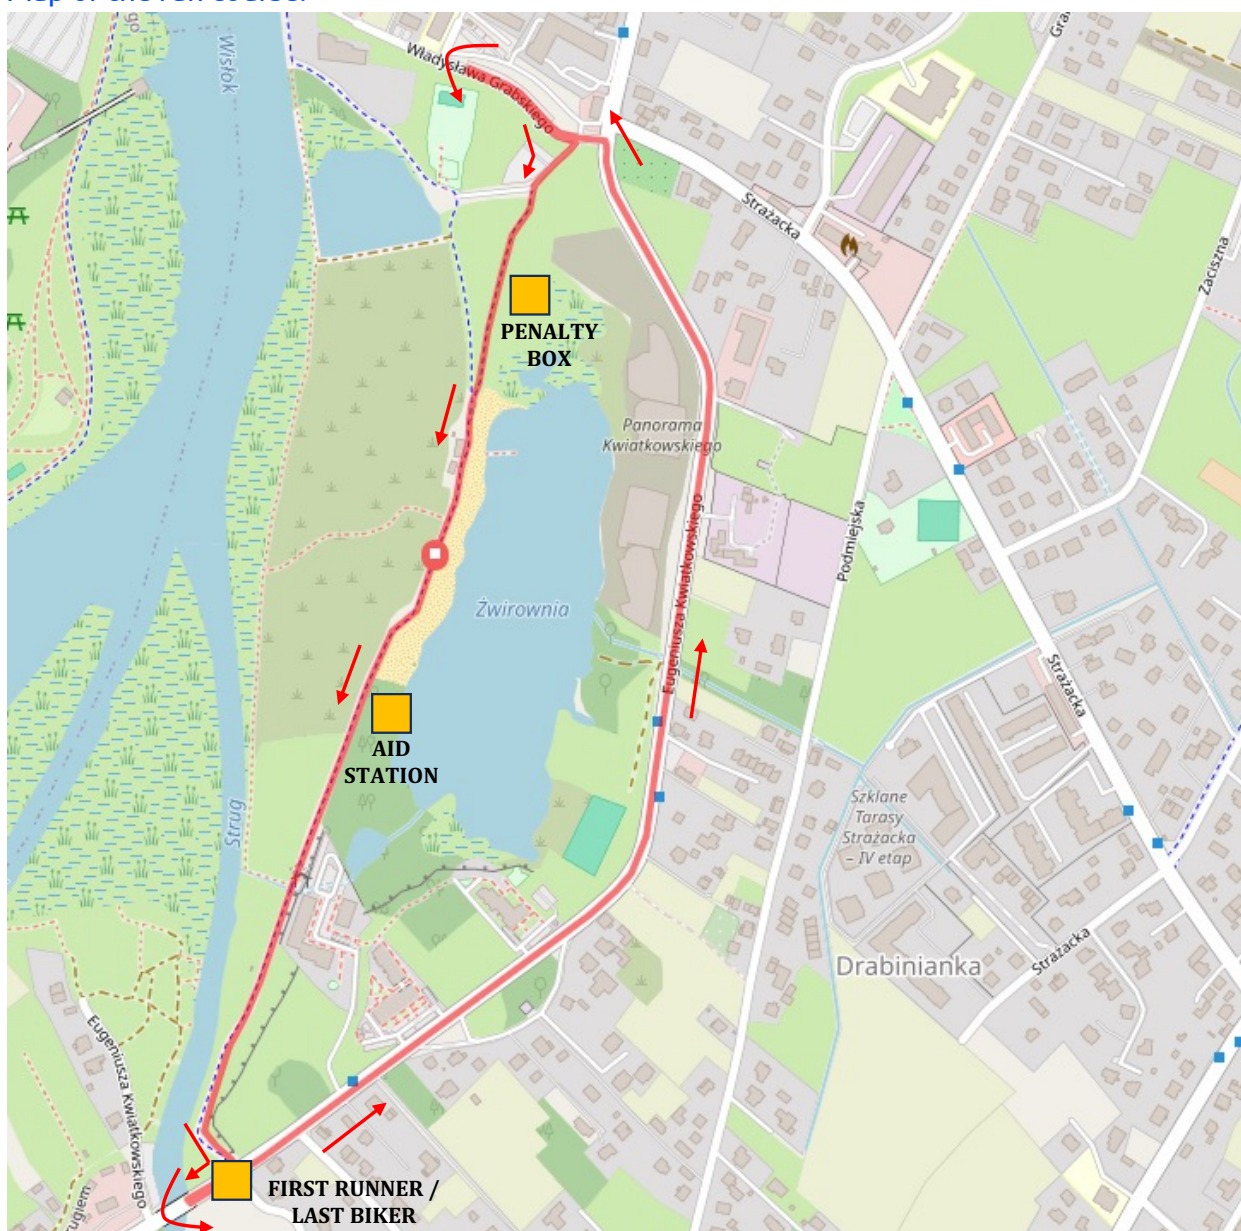 Wisłok
Władysława Grabskiego
Strażacka
Zaciszna
PENALTY
BOX
Panorama
Kwiatkowskiego
Eugeniusza Kwiatkowskiego
Podmiejska
Żwirownia
Strażacka
AID
STATION
Strug
Szklane
Tarasy
Strażacka
– IV etap
Drabinianka
Strażacka
Eugeniusza Kwiatkowskiego
FIRST RUNNER /
LAST BIKER